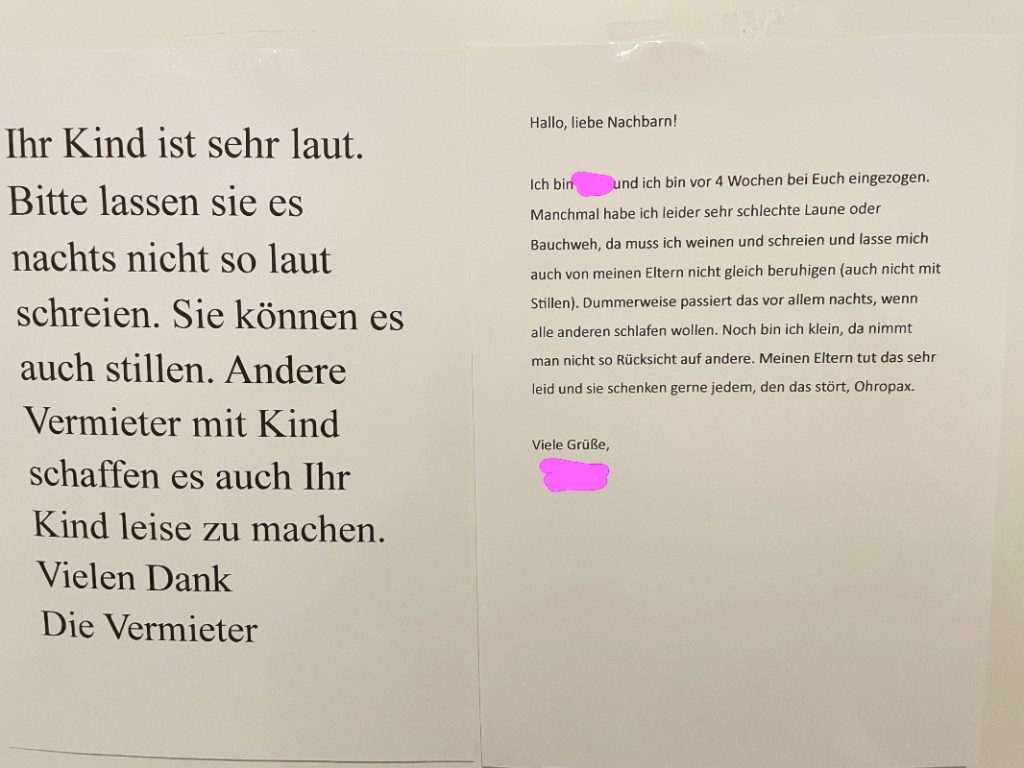 Ihr Kind ist sehr laut.
Bitte lassen sie es
nachts nicht so laut
schreien. Sie können es
auch stillen. Andere
Vermieter mit Kind
schaffen es auch Ihr
Kind leise zu machen.
Vielen Dank
Die Vermieter
Hallo, liebe Nachbarn!
Ich bin und ich bin vor 4 Wochen bei Euch eingezogen.
Manchmal habe ich leider sehr schlechte Laune oder
Bauchweh, da muss ich weinen und schreien und lasse mich
auch von meinen Eltern nicht gleich beruhigen (auch nicht mit
Stillen). Dummerweise passiert das vor allem nachts, wenn
alle anderen schlafen wollen. Noch bin ich klein, da nimmt
man nicht so Rücksicht auf andere. Meinen Eltern tut das sehr
leid und sie schenken gerne jedem, den das stört, Ohropax.
Viele Grüße,